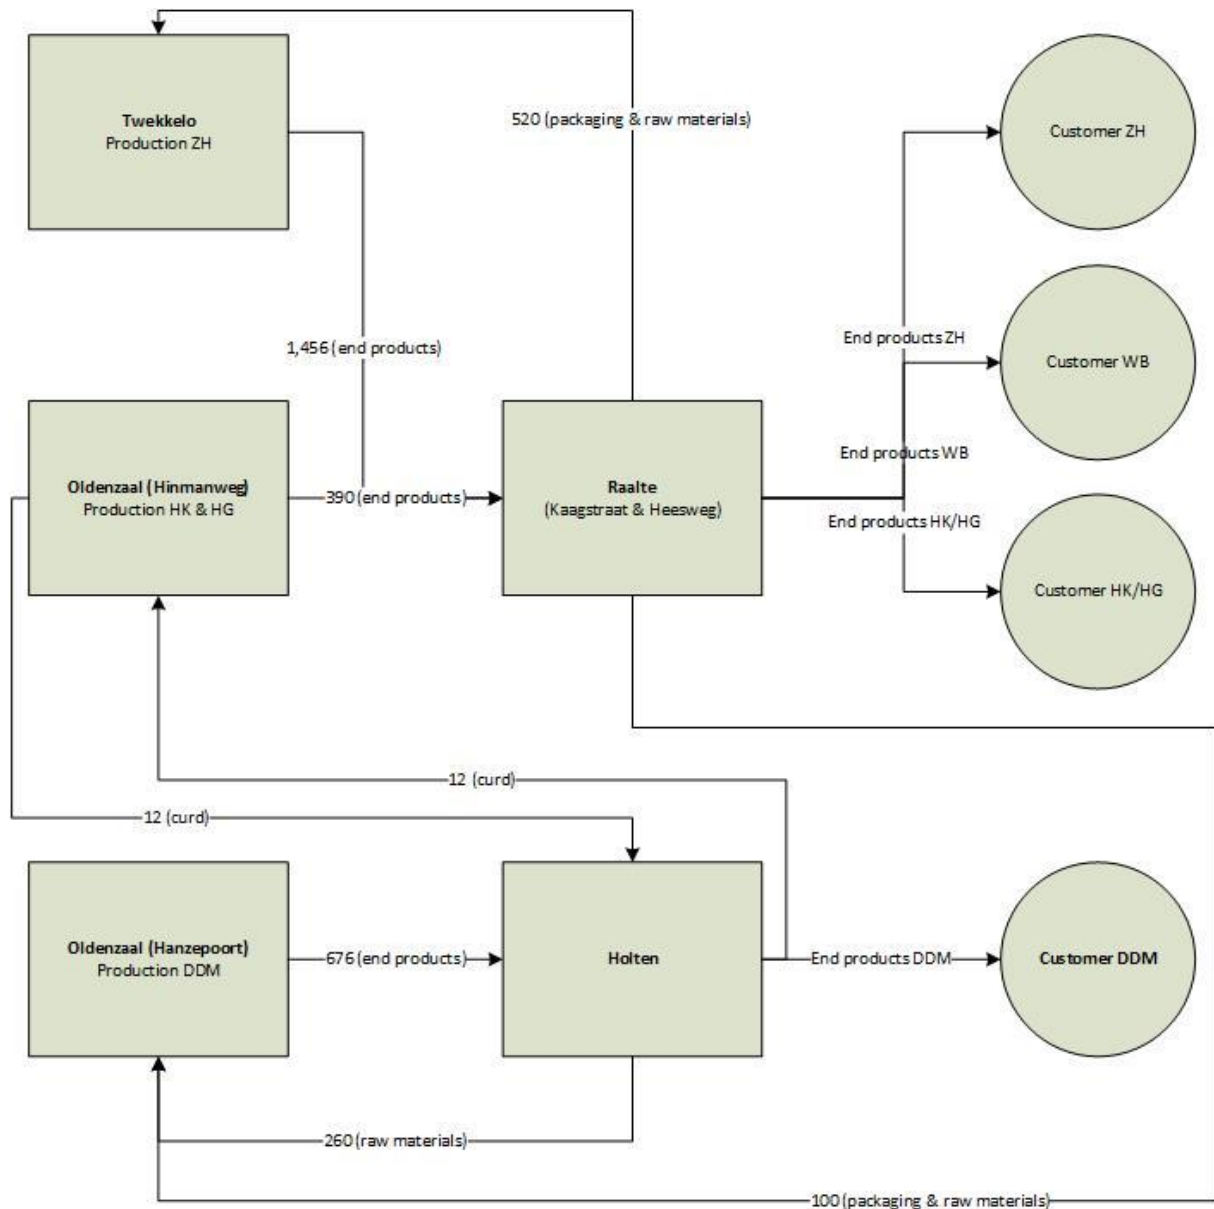 520 (packaging & raw materials)
Twekkelo
Production ZH
Customer ZH
End products ZH
1,456 (end products)
Customer WB
End products WB
Oldenzaal (Hinmanweg)
Production HK & HG
390 (end products)
Raalte
(Kaagstraat & Heesweg)
End products HK/HG
Customer HK/HG
12 (curd)
12 (curd)
Oldenzaal (Hanzepoort)
Production DDM
676 (end products)
Holten
End products DDM
Customer DDM
260 (raw materials)
100 (packaging & raw materials)